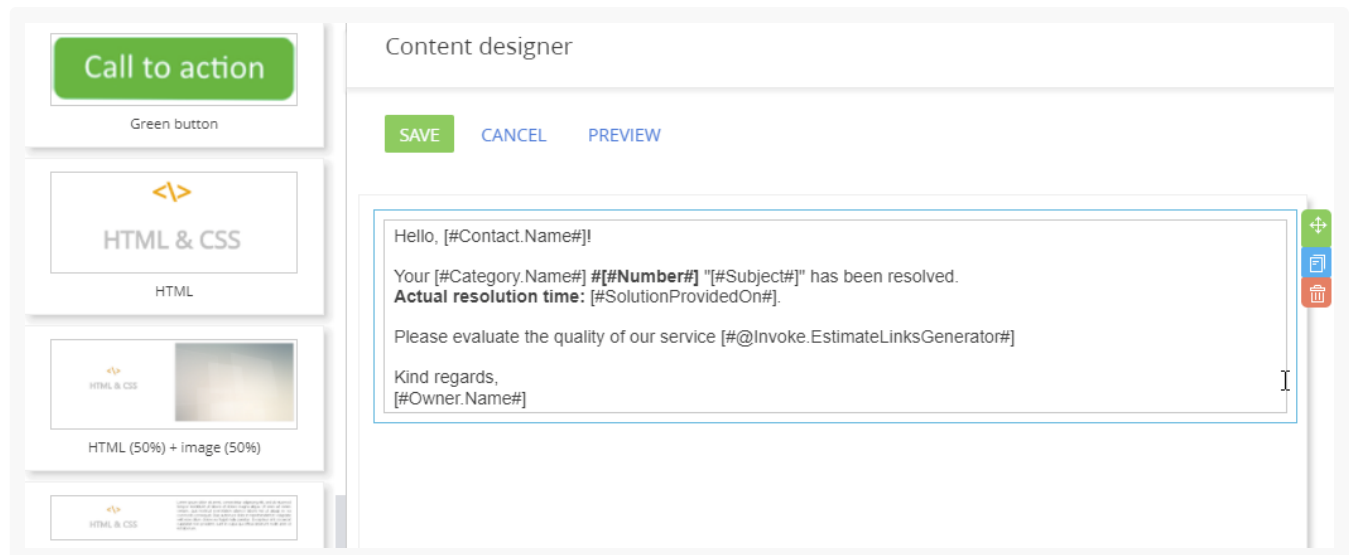 Call to action
Green button
<\>
HTML & CSS
HTML
<\>
HTML & CSS
HTML (50%) + image (50%)
<\>
HTML & CSS
Content designer
SAVE CANCEL PREVIEW
Hello, [#Contact.Name#]!
Your [#Category.Name#] #[#Number#] "[#Subject#]" has been resolved.
Actual resolution time: [#SolutionProvidedOn#].
Please evaluate the quality of our service [#@Invoke.EstimateLinksGenerator#]
Kind regards,
[#Owner.Name#]